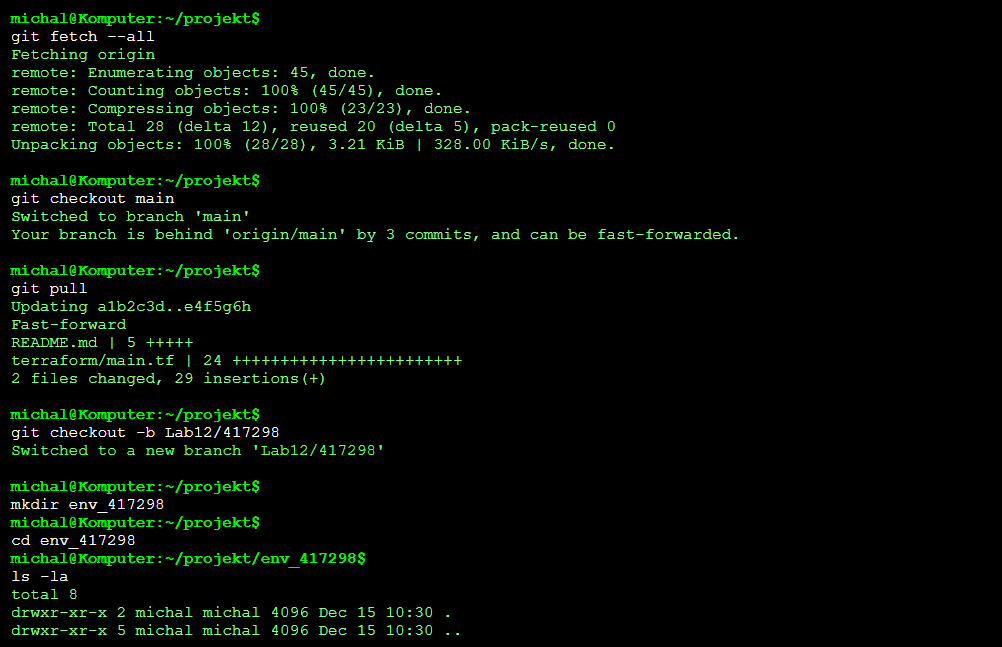 michal@Komputer:~/projekt$
git fetch --all
Fetching origin
remote: Enumerating objects: 45, done.
remote: Counting objects: 100% (45/45), done.
remote: Compressing objects: 100% (23/23), done.
remote: Total 28 (delta 12), reused 20 (delta 5), pack-reused 0
Unpacking objects: 100% (28/28), 3.21 KiB | 328.00 KiB/s, done.
michal@Komputer:~/projekt$
git checkout main
Switched to branch 'main'
Your branch is behind 'origin/main' by 3 commits, and can be fast-forwarded.
michal@Komputer:~/projekt$
git pull
Updating a1b2c3d..e4f5g6h
Fast-forward
README.md | 5 +++++
terraform/main.tf | 24 ++++++++++++++++++++++++
2 files changed, 29 insertions(+)
michal@Komputer:~/projekt$
git checkout -b Lab12/417298
Switched to a new branch 'Lab12/417298'
michal@Komputer:~/projekt$
mkdir env_417298
michal@Komputer:~/projekt$
cd env_417298
michal@Komputer:~/projekt/env_417298$
ls -la
total 8
drwxr-xr-x 2 michal michal 4096 Dec 15 10:30 .
drwxr-xr-x 5 michal michal 4096 Dec 15 10:30 ..